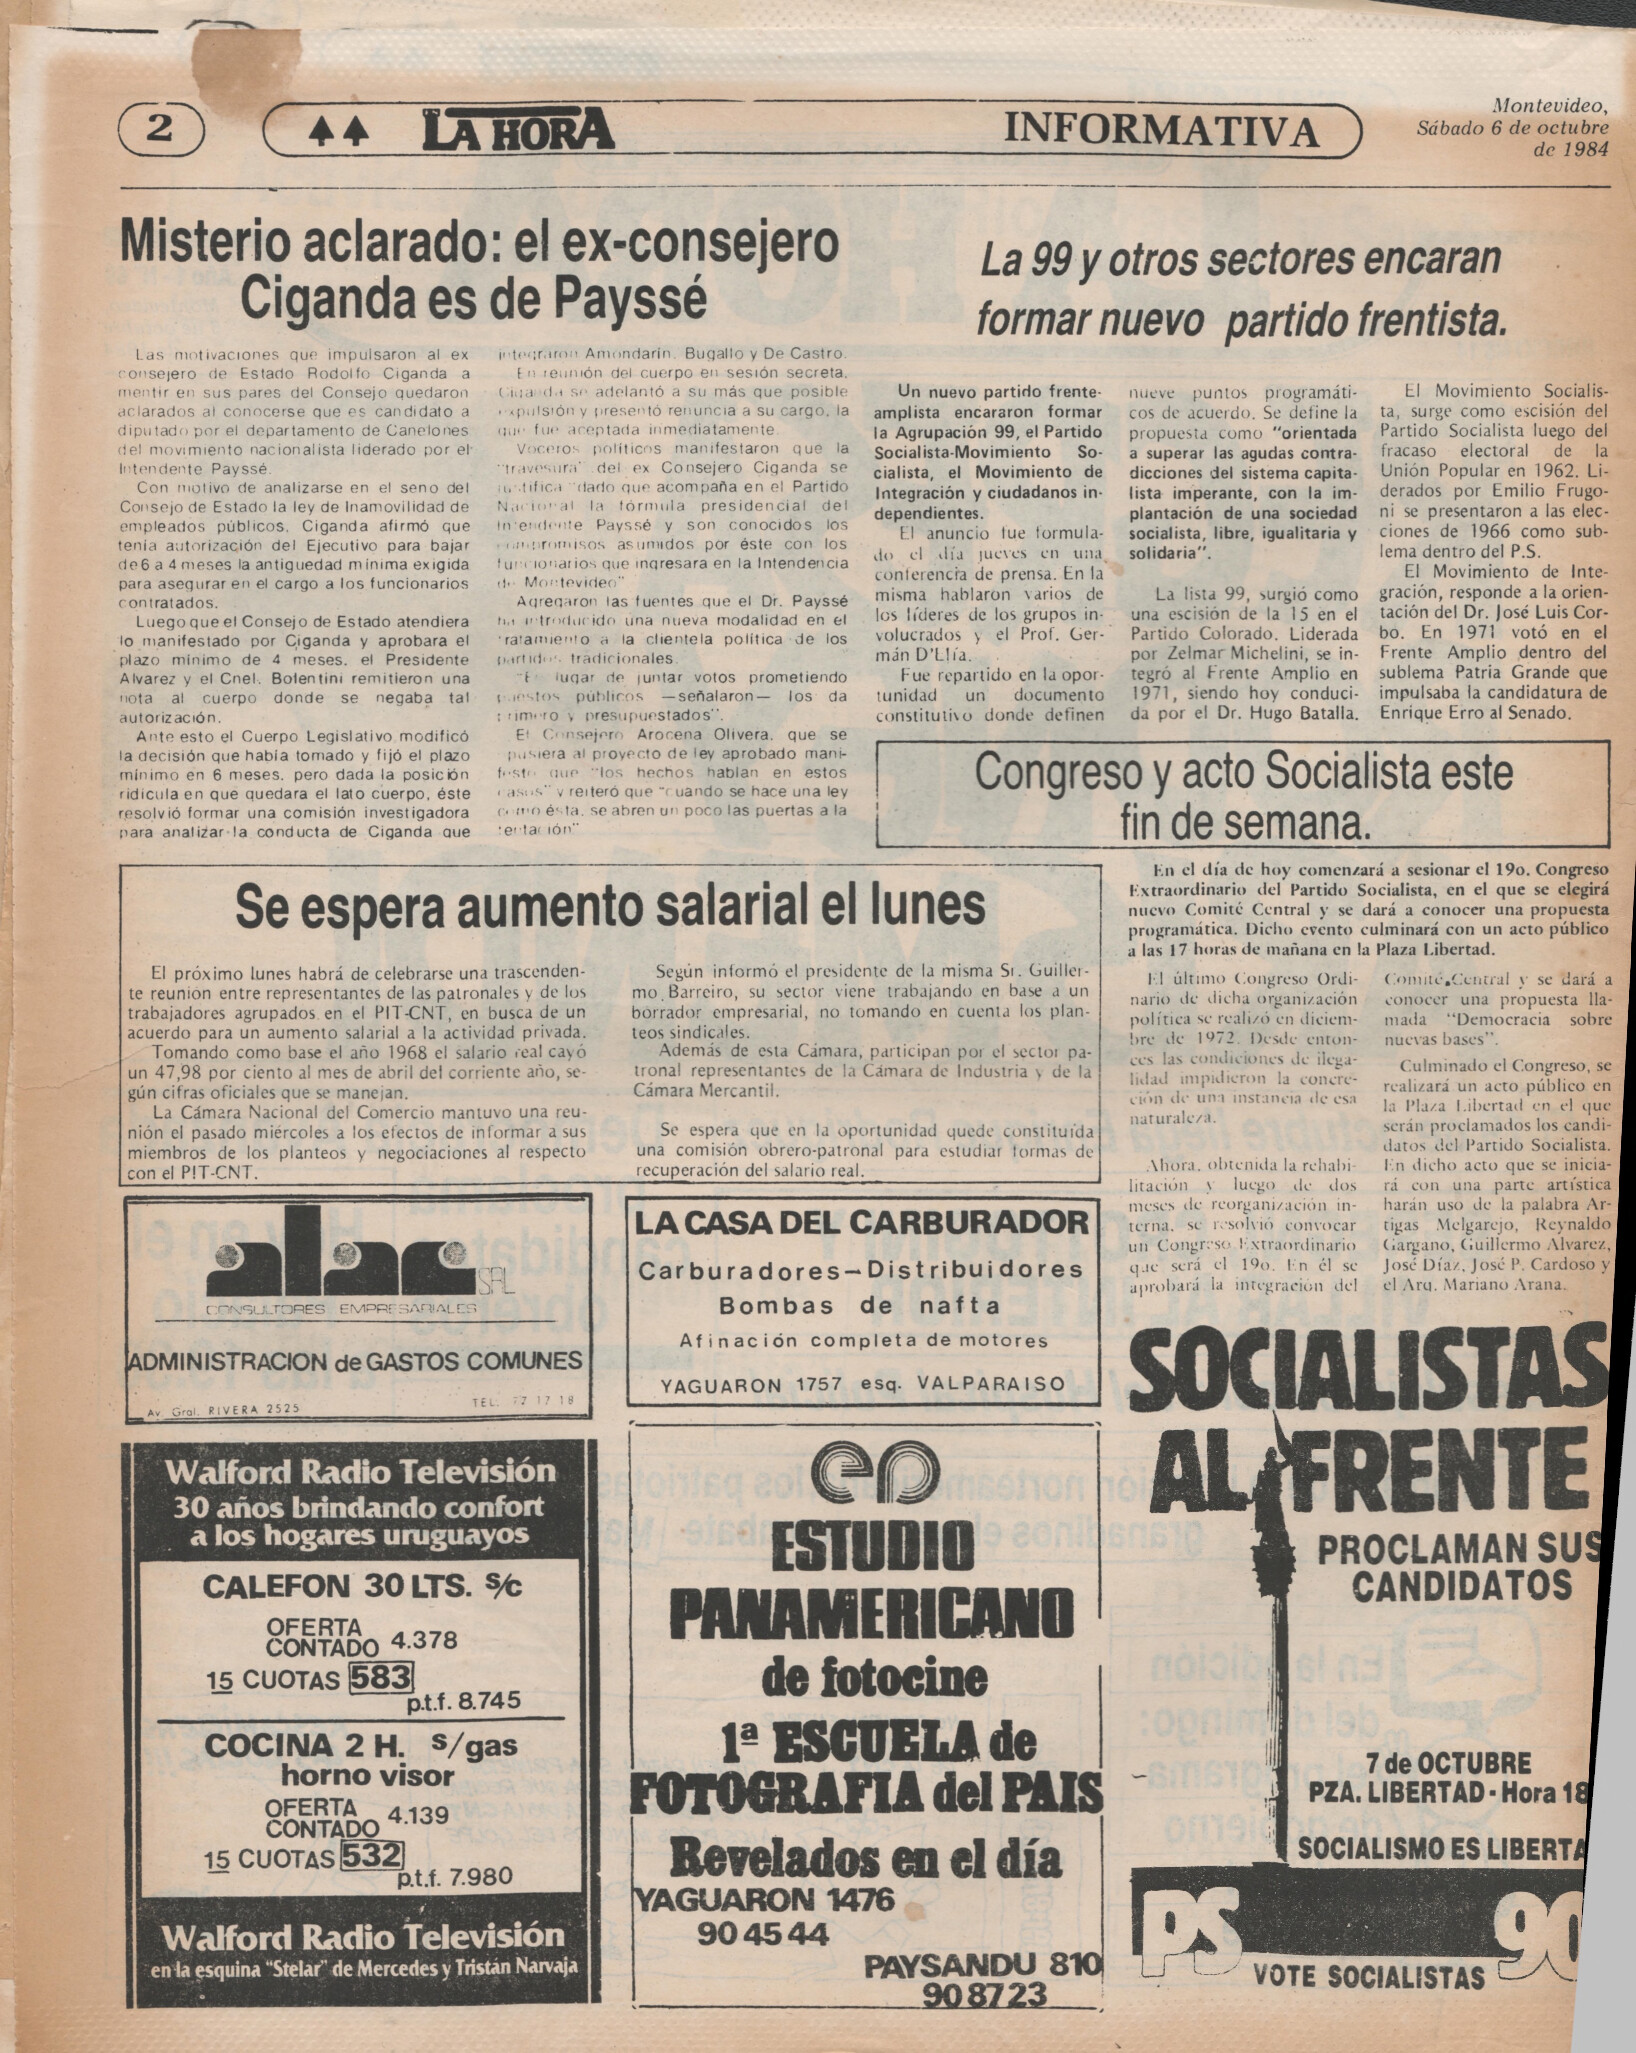 2
LA HORA
INFORMATIVA
Montevideo,
Sábado 6 de octubre
de 1984
Misterio aclarado: el ex-consejero
Ciganda es de Payssé
Las motivaciones que impulsaron al ex
consejero de Estado Rodolfo Ciganda a
mentir en sus pares del Consejo quedaron
aclarados al conocerse que es candidato a
diputado por el departamento de Canelones
del movimiento nacionalista liderado por el
Intendente Payssé.
Con motivo de analizarse en el seno del
Consejo de Estado la ley de Inamovilidad de
empleados públicos, Ciganda afirmó que
tenía autorización del Ejecutivo para bajar
de 6 a 4 meses la antiguedad mínima exigida
para asegurar en el cargo a los funcionarios
contratados.
Luego que el Consejo de Estado atendiera
lo manifestado por Ciganda y aprobara el
plazo mínimo de 4 meses, el Presidente
Alvarez y el Cnel. Bolentini remitieron una
nota al cuerpo donde se negaba tal
autorización.
Ante esto el Cuerpo Legislativo modificó
la decisión que había tomado y fijó el plazo
mínimo en 6 meses, pero dada la posición
ridícula en que quedara el lato cuerpo, éste
resolvió formar una comisión investigadora
para analizar la conducta de Ciganda que
integraron Amondarín, Bugallo y De Castro.
En reunión del cuerpo en sesión secreta,
Ciganda se adelantó a su más que posible
expulsión y presentó renuncia a su cargo, la
que fue aceptada inmediatamente.
Voceros políticos manifestaron que la
"travesura" del ex Consejero Ciganda se
justifica "dado que acompaña en el Partido
Nacional la fórmula presidencial del
Intendente Payssé y son conocidos los
compromisos asumidos por éste con los
funcionarios que ingresara en la Intendencia
de Montevideo"
Agregaron las fuentes que el Dr. Payssé
ha introducido una nueva modalidad en el
tratamiento a la clientela política de los
partidos tradicionales.
"En lugar de juntar votos prometiendo
puestos públicos —señalaron— los da
primero y presupuestados".
El Consejero Arocena Olivera, que se
opusiera al proyecto de ley aprobado mani-
festo que "los hechos hablan en estos
casos" y reiteró que "cuando se hace una ley
como ésta, se abren un poco las puertas a la
tentación"
La 99 y otros sectores encaran
formar nuevo partido frentista.
Un nuevo partido frente-
amplista encararon formar
la Agrupación 99, el Partido
Socialista-Movimiento So-
cialista, el Movimiento de
Integración y ciudadanos in-
dependientes.
El anuncio fue formula-
do el día jueves en una
conferencia de prensa. En la
misma hablaron varios de
los líderes de los grupos in-
volucrados y el Prof. Ger-
mán D'Elía.
Fue repartido en la opor-
tunidad un documento
constitutivo donde definen
nueve puntos programáti-
cos de acuerdo. Se define la
propuesta como "orientada
a superar las agudas contra-
dicciones del sistema capita-
lista imperante, con la im-
plantación de una sociedad
socialista, libre, igualitaria y
solidaria".
La lista 99, surgió como
una escisión de la 15 en el
Partido Colorado. Liderada
por Zelmar Michelini, se in-
tegró al Frente Amplio en
1971, siendo hoy conduci-
da por el Dr. Hugo Batalla.
El Movimiento Socialis-
ta, surge como escisión del
Partido Socialista luego del
fracaso electoral de la
Unión Popular en 1962. Li-
derados por Emilio Frugo-
ni se presentaron a las elec-
ciones de 1966 como sub-
lema dentro del P.S.
El Movimiento de Inte-
gración, responde a la orien-
tación del Dr. José Luis Cor-
bo. En 1971 votó en el
Frente Amplio dentro del
sublema Patria Grande que
impulsaba la candidatura de
Enrique Erro al Senado.
Congreso y acto Socialista este
fin de semana.
En el día de hoy comenzará a sesionar el 19o. Congreso
Extraordinario del Partido Socialista, en el que se elegirá
nuevo Comité Central y se dará a conocer una propuesta
programática. Dicho evento culminará con un acto público
a las 17 horas de mañana en la Plaza Libertad.
El último Congreso Ordi-
nario de dicha organización
política se realizó en diciem-
bre de 1972. Desde enton-
ces las condiciones de ilega-
lidad impidieron la concre-
ción de una instancia de esa
naturaleza.
Ahora, obtenida la rehabi-
litación y luego de dos
meses de reorganización in-
terna, se resolvió convocar
un Congreso Extraordinario
que será el 19o. En él se
aprobará la integración del
Comité Central y se dará a
conocer una propuesta lla-
mada "Democracia sobre
nuevas bases".
Culminado el Congreso, se
realizará un acto público en
la Plaza Libertad en el que
serán proclamados los candi-
datos del Partido Socialista.
En dicho acto que se inicia-
rá con una parte artística
harán uso de la palabra Ar-
tigas Melgarejo, Reynaldo
Gargano, Guillermo Alvarez,
José Díaz, José P. Cardoso y
el Arq. Mariano Arana.
Se espera aumento salarial el lunes
El próximo lunes habrá de celebrarse una trascenden-
te reunión entre representantes de las patronales y de los
trabajadores agrupados en el PIT-CNT, en busca de un
acuerdo para un aumento salarial a la actividad privada.
Tomando como base el año 1968 el salario real cayó
un 47,98 por ciento al mes de abril del corriente año, se-
gún cifras oficiales que se manejan.
La Cámara Nacional del Comercio mantuvo una reu-
nión el pasado miércoles a los efectos de informar a sus
miembros de los planteos y negociaciones al respecto
con el PIT-CNT.
Según informó el presidente de la misma Sr. Guiller-
mo Barreiro, su sector viene trabajando en base a un
borrador empresarial, no tomando en cuenta los plan-
teos sindicales.
Además de esta Cámara, participan por el sector pa-
tronal representantes de la Cámara de Industria y de la
Cámara Mercantil.
Se espera que en la oportunidad quede constituída
una comisión obrero-patronal para estudiar formas de
recuperación del salario real.
alac SRL
CONSULTORES EMPRESARIALES
ADMINISTRACION de GASTOS COMUNES
Av. Gral. RIVERA 2525
TEL. 77 17 18
LA CASA DEL CARBURADOR
Carburadores–Distribuidores
Bombas de nafta
Afinación completa de motores
YAGUARON 1757 esq. VALPARAISO
Walford Radio Televisión
30 años brindando confort
a los hogares uruguayos
CALEFON 30 LTS. s/c
OFERTA
CONTADO 4.378
15 CUOTAS 583
p.t.f. 8.745
COCINA 2 H. s/gas
horno visor
OFERTA
CONTADO 4.139
15 CUOTAS 532
p.t.f. 7.980
Walford Radio Televisión
en la esquina "Stelar" de Mercedes y Tristán Narvaja
ep
ESTUDIO
PANAMERICANO
de fotocine
1ª ESCUELA de
FOTOGRAFIA del PAIS
Revelados en el día
YAGUARON 1476
90 45 44
PAYSANDU 810
90 87 23
SOCIALISTAS
AL FRENTE
PROCLAMAN SUS
CANDIDATOS
7 de OCTUBRE
PZA. LIBERTAD - Hora 18
SOCIALISMO ES LIBERTA
PS 90
VOTE SOCIALISTAS